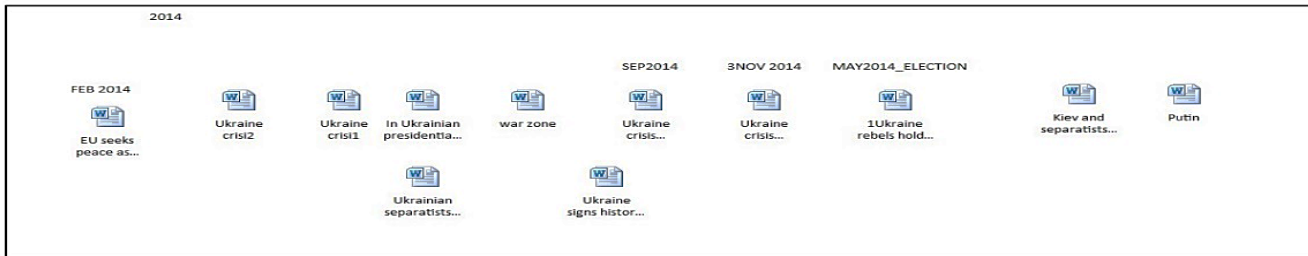 2014
SEP2014
3NOV 2014
MAY2014_ELECTION
FEB 2014
EU seeks
peace as...
Ukraine
crisi2
Ukraine
crisi1
In Ukrainian
presidentia...
war zone
Ukraine
crisis...
Ukraine
crisis...
1Ukraine
rebels hold...
Kiev and
separatists...
Putin
Ukrainian
separatists...
Ukraine
signs histor...